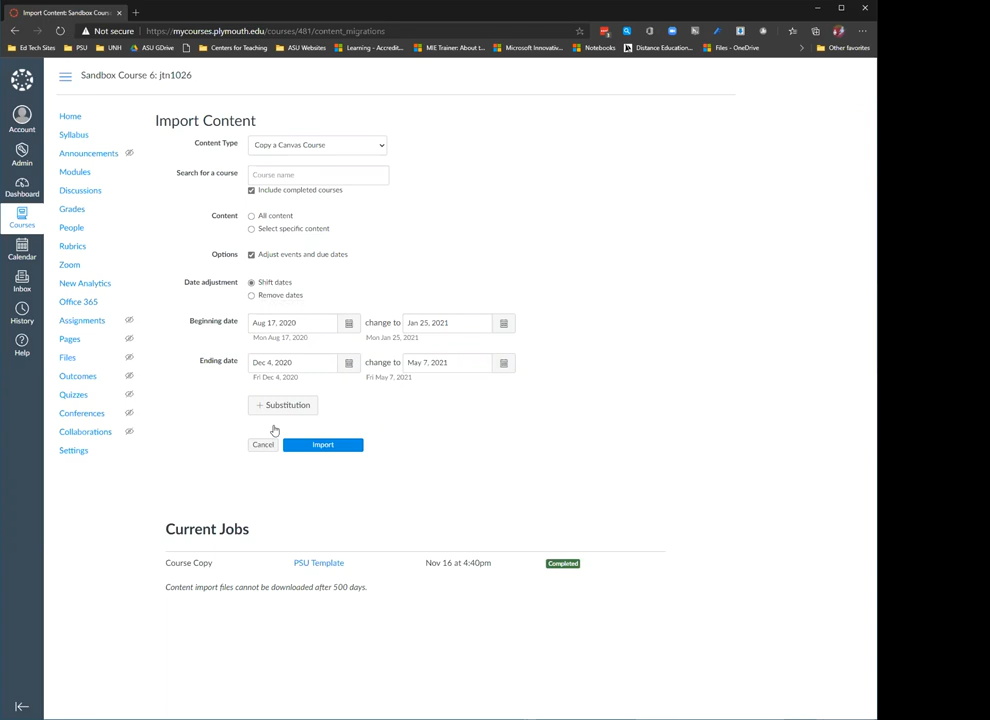 Import Content: Sandbox Cours
Not secure
https://mycourses.plymouth.edu/courses/481/content_migrations
Ed Tech Sites
PSU
UNH
ASU GDrive
Centers for Teaching
ASU Websites
Learning - Accredit...
MIE Trainer: About t...
Microsoft Innovativ...
Notebooks
Distance Education...
Files - OneDrive
Other favorites
Sandbox Course 6: jtn1026
Account
Admin
Dashboard
Courses
Calendar
Inbox
History
Help
Home
Syllabus
Announcements
Modules
Discussions
Grades
People
Rubrics
Zoom
New Analytics
Office 365
Assignments
Pages
Files
Outcomes
Quizzes
Conferences
Collaborations
Settings
Import Content
Content Type Copy a Canvas Course
Search for a course Course name
Include completed courses
Content All content
Select specific content
Options Adjust events and due dates
Date adjustment Shift dates
Remove dates
Beginning date Aug 17, 2020 change to Jan 25, 2021
Mon Aug 17, 2020 Mon Jan 25, 2021
Ending date Dec 4, 2020 change to May 7, 2021
Fri Dec 4, 2020 Fri May 7, 2021
+ Substitution
Cancel Import
Current Jobs
Course Copy PSU Template Nov 16 at 4:40pm Completed
Content import files cannot be downloaded after 500 days.